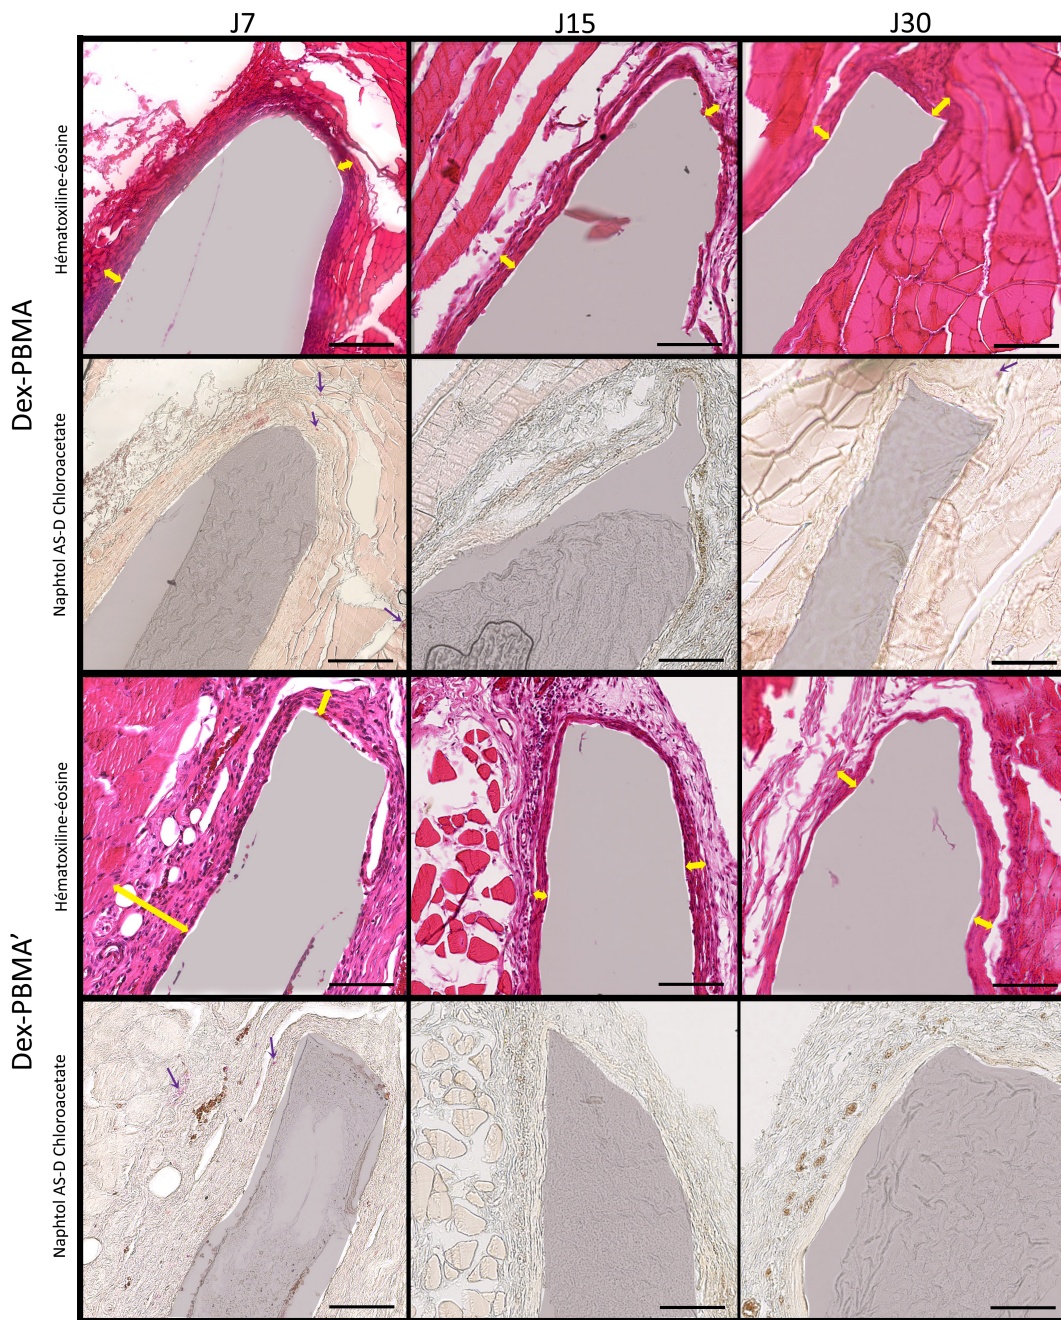 J7
J15
J30
Dex-PBMA
Hématoxiline-éosine
Naphtol AS-D Chloroacetate
Dex-PBMA'
Hématoxiline-éosine
Naphtol AS-D Chloroacetate